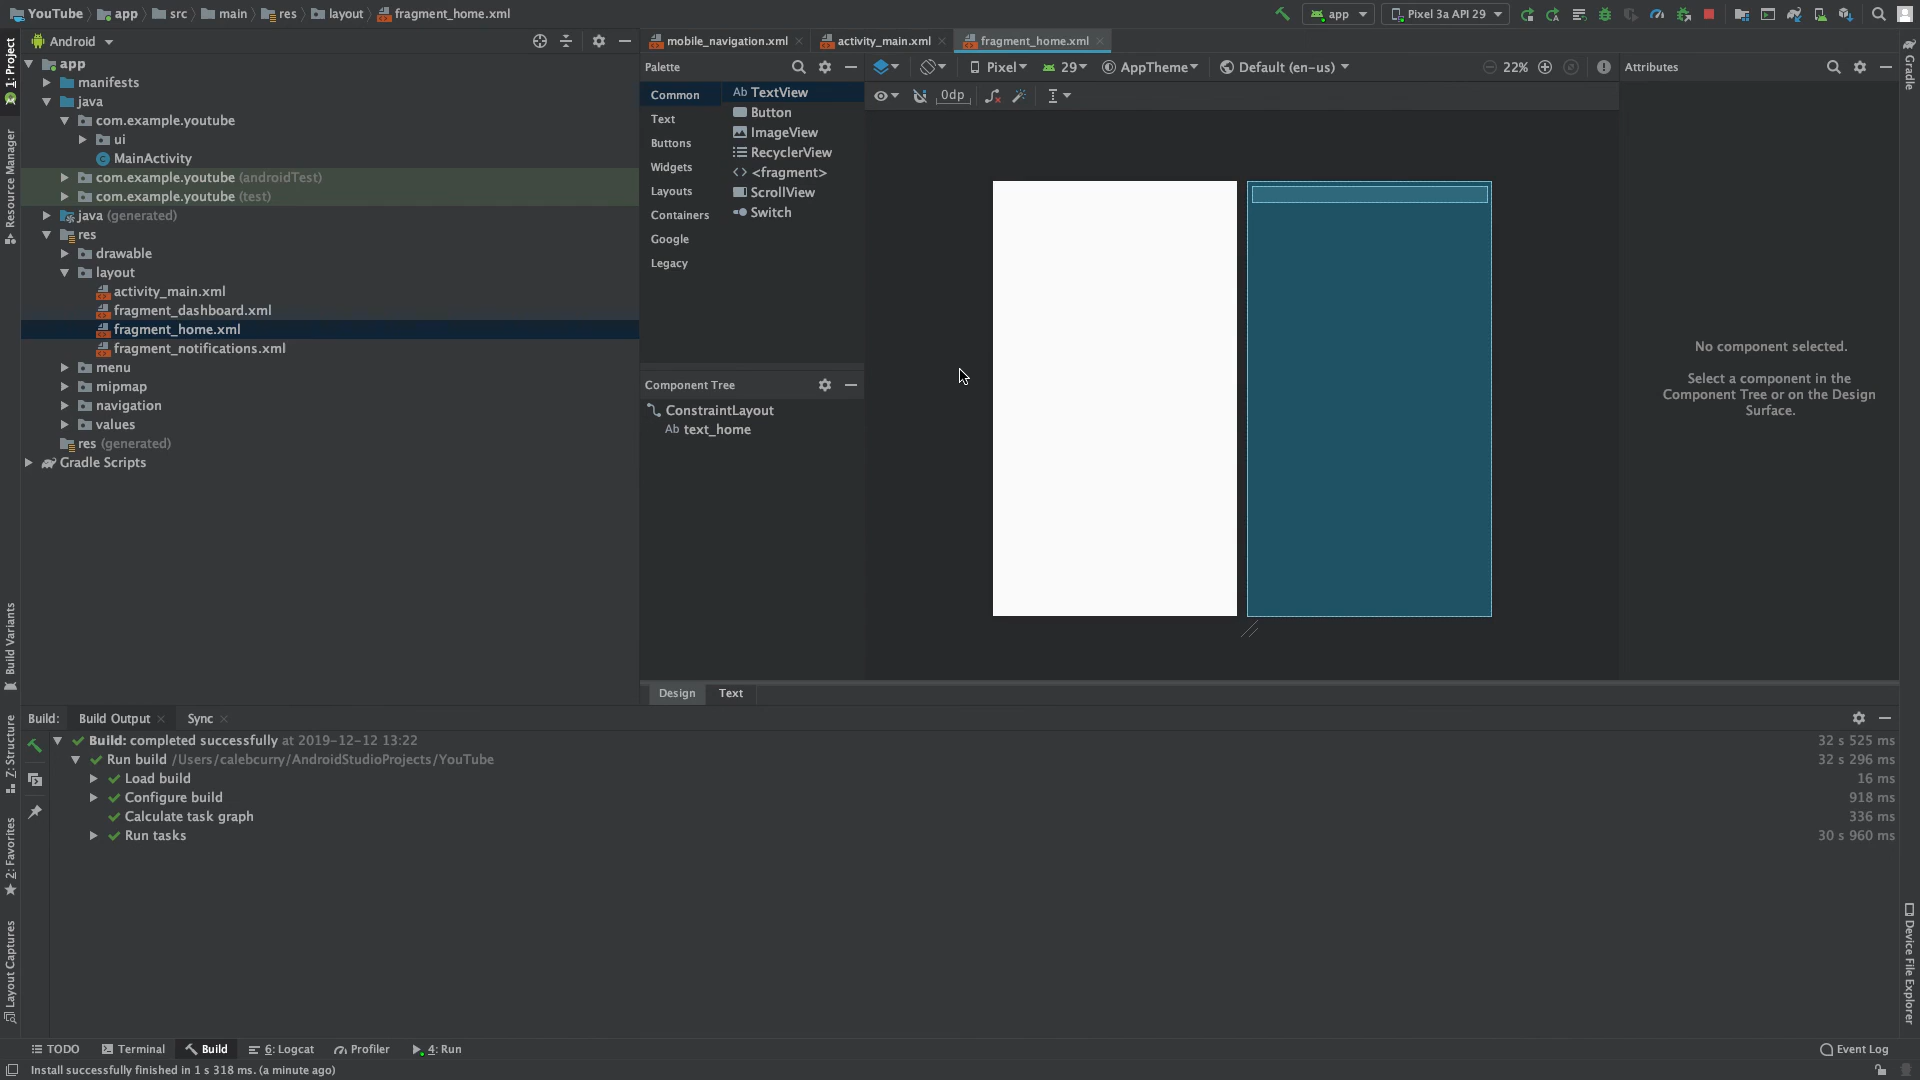 YouTube app src main res layout fragment_home.xml
app Pixel 3a API 29
Android
mobile_navigation.xml activity_main.xml fragment_home.xml
1: Project
Resource Manager
Build Variants
Z: Structure
2: Favorites
Layout Captures
app
manifests
java
com.example.youtube
ui
MainActivity
com.example.youtube (androidTest)
com.example.youtube (test)
java (generated)
res
drawable
layout
activity_main.xml
fragment_dashboard.xml
fragment_home.xml
fragment_notifications.xml
menu
mipmap
navigation
values
res (generated)
Gradle Scripts
Palette
Common
Text
Buttons
Widgets
Layouts
Containers
Google
Legacy
Ab TextView
Button
ImageView
RecyclerView
<fragment>
ScrollView
Switch
Component Tree
ConstraintLayout
Ab text_home
Pixel 29 AppTheme Default (en-us) 22%
0dp
Attributes
No component selected.
Select a component in the
Component Tree or on the Design
Surface.
Gradle
Device File Explorer
Design Text
Build: Build Output Sync
Build: completed successfully at 2019-12-12 13:22 32 s 525 ms
Run build /Users/calebcurry/AndroidStudioProjects/YouTube 32 s 296 ms
Load build 16 ms
Configure build 918 ms
Calculate task graph 336 ms
Run tasks 30 s 960 ms
TODO Terminal Build 6: Logcat Profiler 4: Run Event Log
Install successfully finished in 1 s 318 ms. (a minute ago)